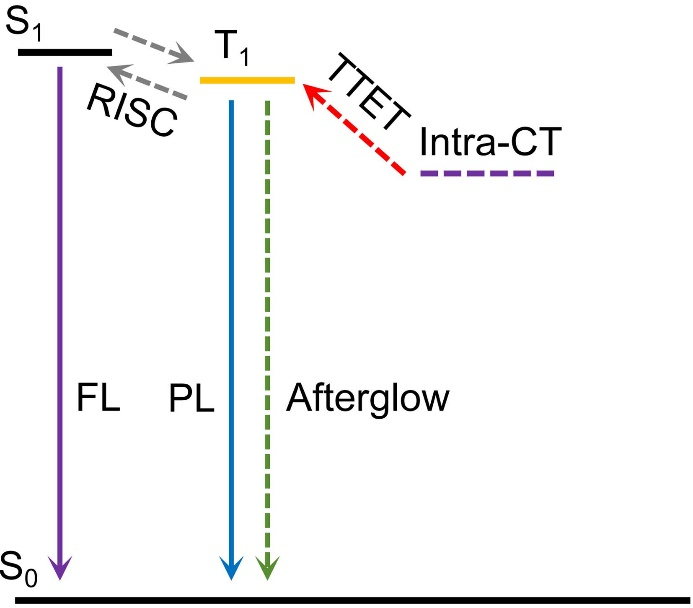 S₁
T₁
RISC
TTET
Intra-CT
FL
PL
Afterglow
S₀